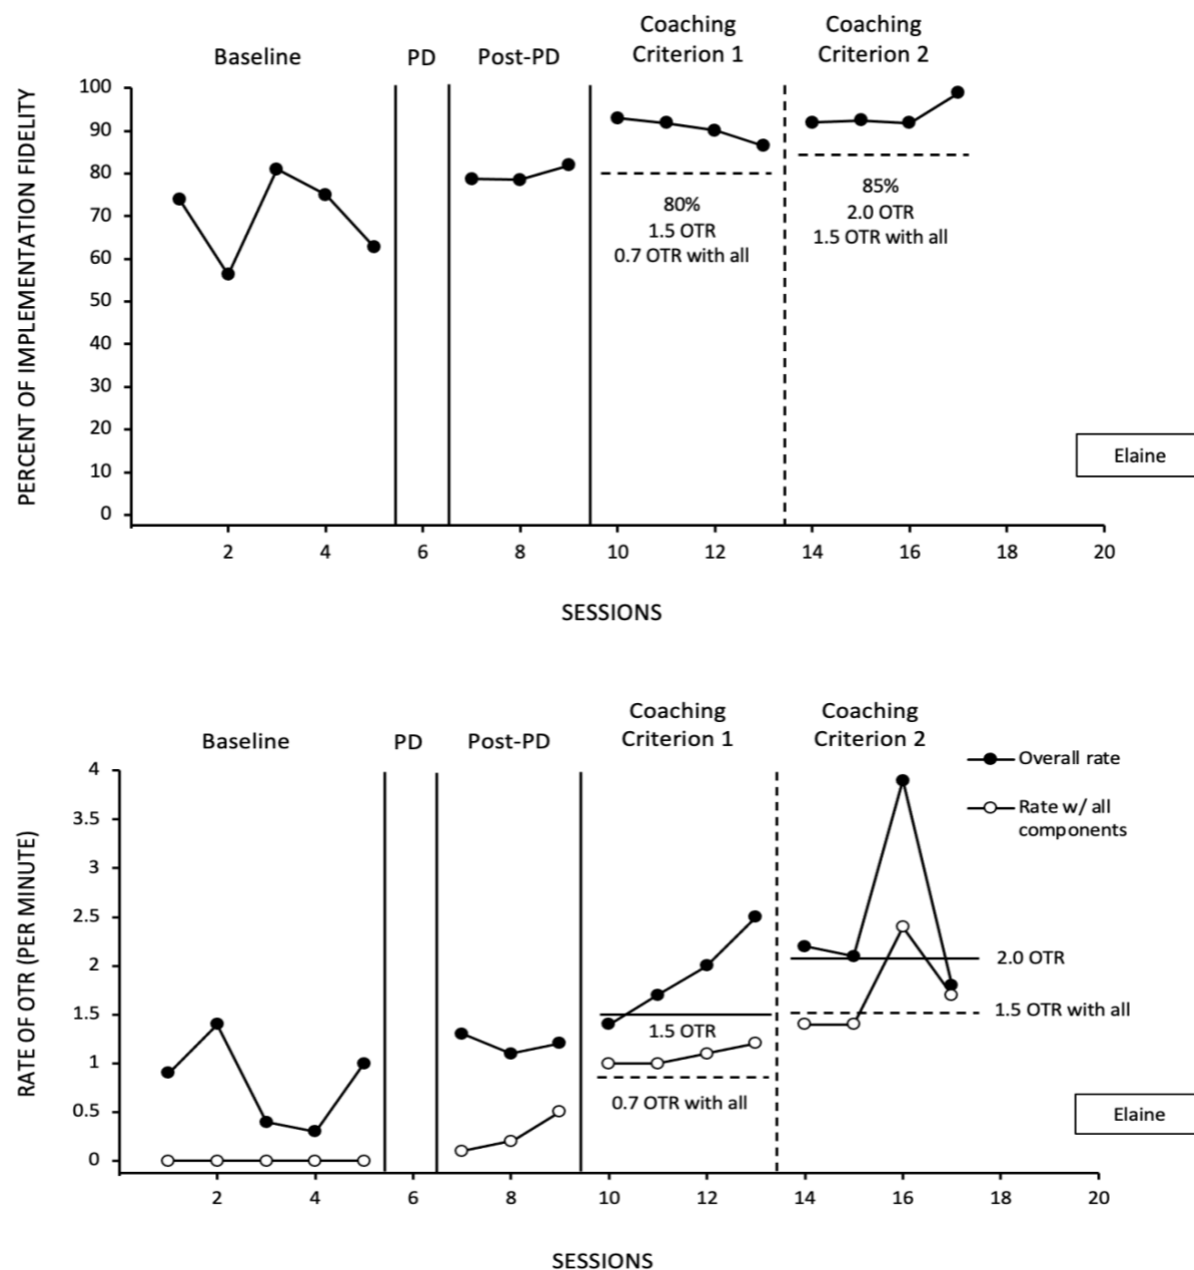 Coaching Coaching
Baseline PD Post-PD Criterion 1 Criterion 2
PERCENT OF IMPLEMENTATION FIDELITY
100
90
80
70
60
50
40
30
20
10
0
80%
1.5 OTR
0.7 OTR with all
85%
2.0 OTR
1.5 OTR with all
Elaine
2 4 6 8 10 12 14 16 18 20
SESSIONS
Coaching Coaching
Baseline PD Post-PD Criterion 1 Criterion 2
RATE OF OTR (PER MINUTE)
4
3.5
3
2.5
2
1.5
1
0.5
0
Overall rate
Rate w/ all
components
2.0 OTR
1.5 OTR with all
1.5 OTR
0.7 OTR with all
Elaine
2 4 6 8 10 12 14 16 18 20
SESSIONS